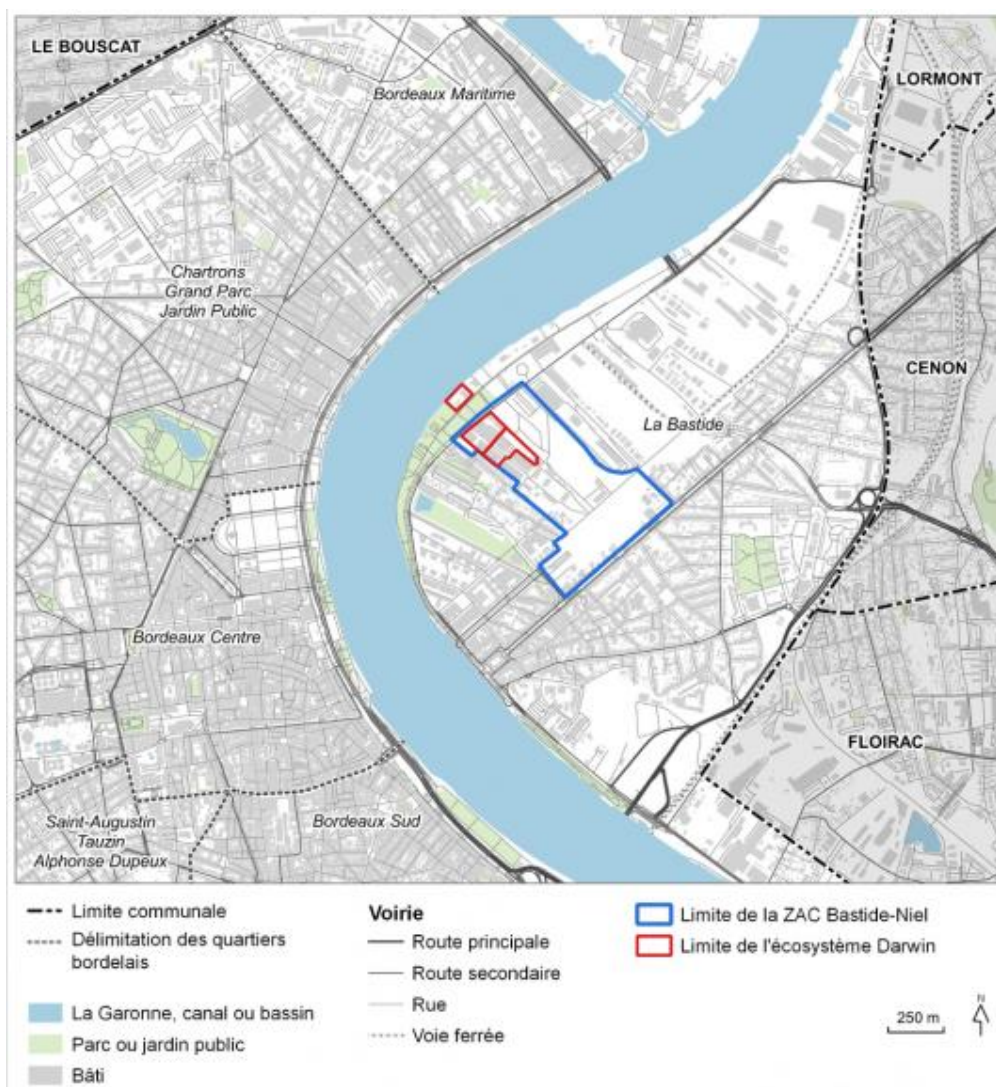 LE BOUSCAT
Bordeaux Maritime
LORMONT
Chartrons
Grand Parc
Jardin Public
CENON
La Bastide
Bordeaux Centre
FLOIRAC
Saint-Augustin
Tauzin
Alphonse Dupeux
Bordeaux Sud
Limite communale
Délimitation des quartiers
bordelais
La Garonne, canal ou bassin
Parc ou jardin public
Bâti
Voirie
Route principale
Route secondaire
Rue
Voie ferrée
Limite de la ZAC Bastide-Niel
Limite de l'écosystème Darwin
250 m
N